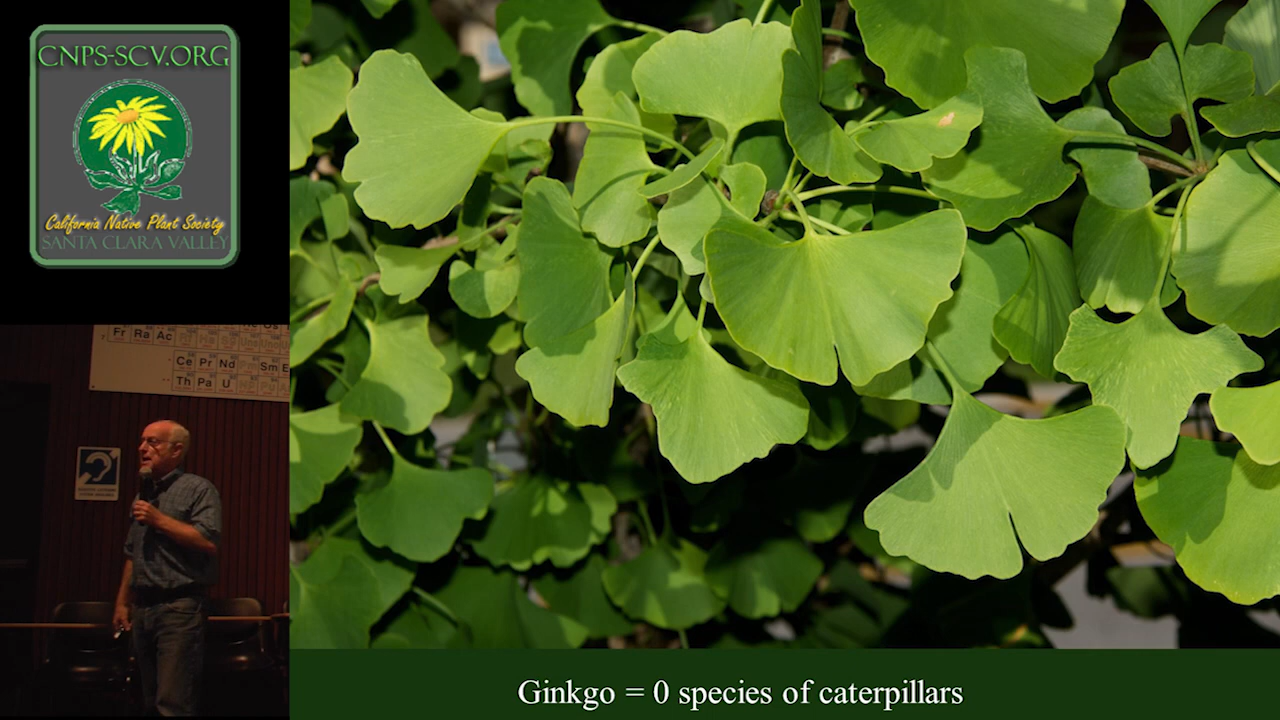 CNPS-SCV.ORG
California Native Plant Society
SANTA CLARA VALLEY
Fr Ra Ac
Ce Pr Nd Sm E
Th Pa U
Ginkgo = 0 species of caterpillars